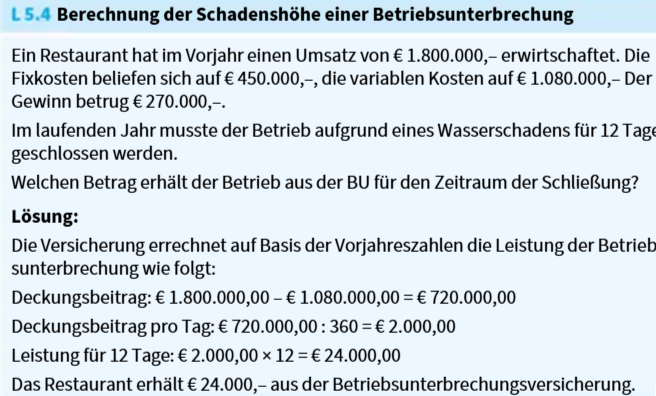 L 5.4 Berechnung der Schadenshöhe einer Betriebsunterbrechung
Ein Restaurant hat im Vorjahr einen Umsatz von € 1.800.000,– erwirtschaftet. Die
Fixkosten beliefen sich auf € 450.000,–, die variablen Kosten auf € 1.080.000,– Der
Gewinn betrug € 270.000,–.
Im laufenden Jahr musste der Betrieb aufgrund eines Wasserschadens für 12 Tage
geschlossen werden.
Welchen Betrag erhält der Betrieb aus der BU für den Zeitraum der Schließung?
Lösung:
Die Versicherung errechnet auf Basis der Vorjahreszahlen die Leistung der Betrieb
sunterbrechung wie folgt:
Deckungsbeitrag: € 1.800.000,00 – € 1.080.000,00 = € 720.000,00
Deckungsbeitrag pro Tag: € 720.000,00 : 360 = € 2.000,00
Leistung für 12 Tage: € 2.000,00 × 12 = € 24.000,00
Das Restaurant erhält € 24.000,– aus der Betriebsunterbrechungsversicherung.